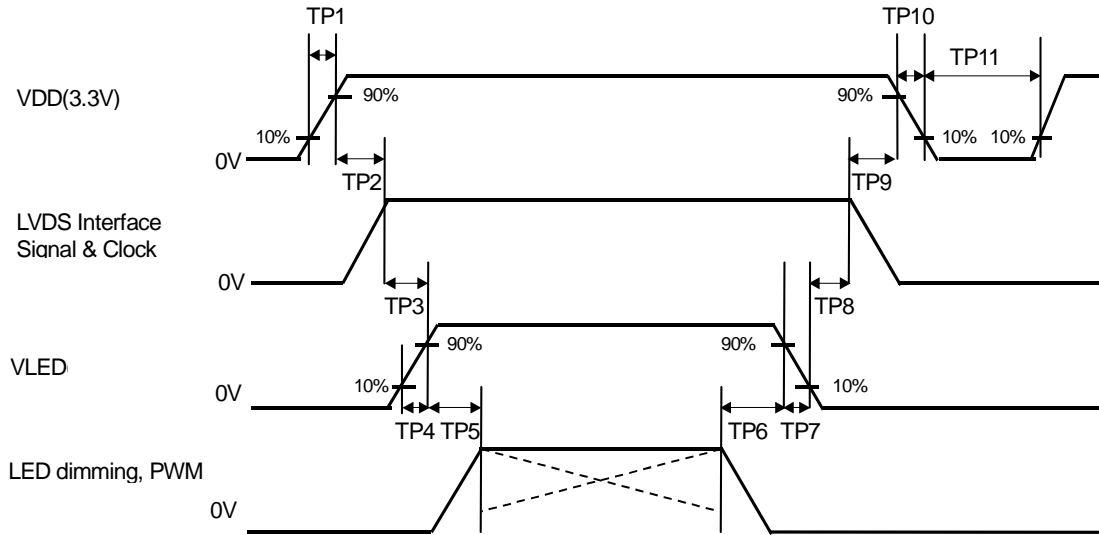 TP1
TP10
TP11
VDD(3.3V)
90%
90%
10%
10%
10%
0V
TP2
TP9
LVDS Interface
Signal & Clock
0V
TP3
TP8
90%
90%
VLED
10%
10%
0V
TP4
TP5
TP6
TP7
LED dimming, PWM
0V